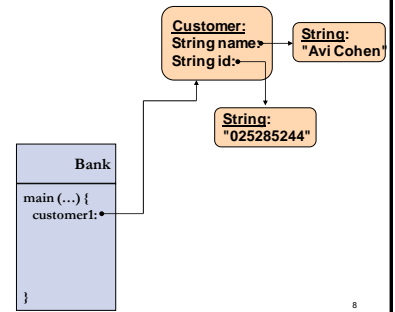 Customer:
String name:
String id:
String:
"Avi Cohen"
String:
"025285244"
Bank
main (…) {
customer1:
}
8